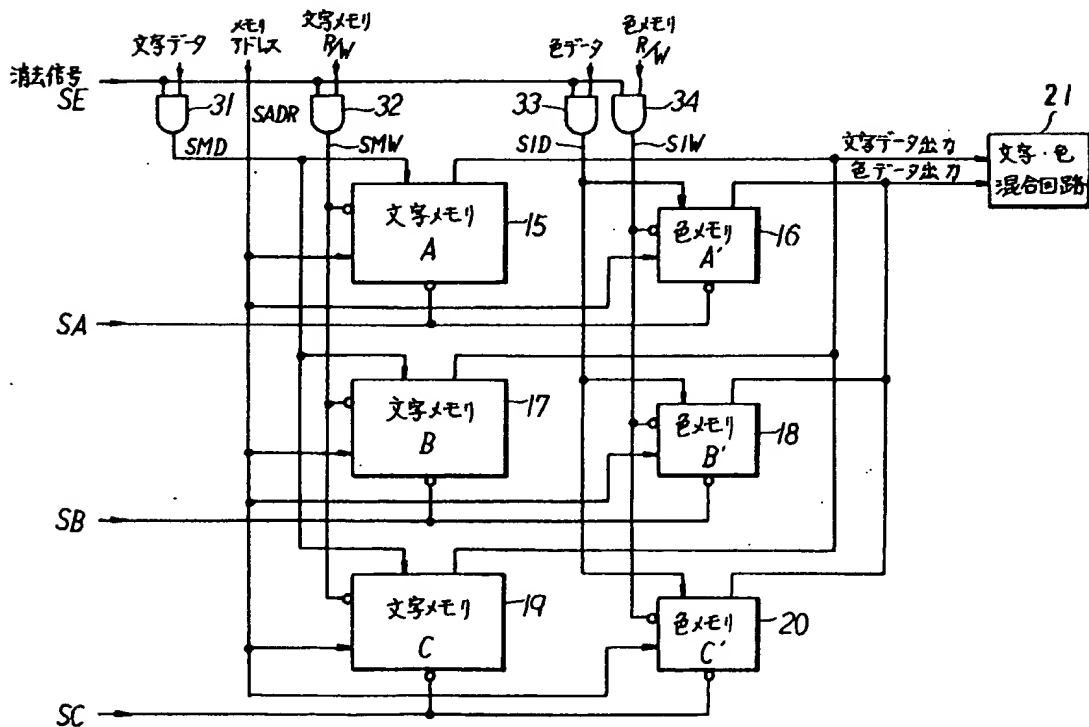 文字データ
メモリ
アドレス
文字メモリ
R/W
色データ
色メモリ
R/W
消去信号
SE
31
SADR
32
33
34
21
SMD
SMW
SID
SIW
文字データ出力
色データ出力
文字・色
混合回路
文字メモリ
A
15
色メモリ
A'
16
SA
文字メモリ
B
17
色メモリ
B'
18
SB
文字メモリ
C
19
色メモリ
C'
20
SC